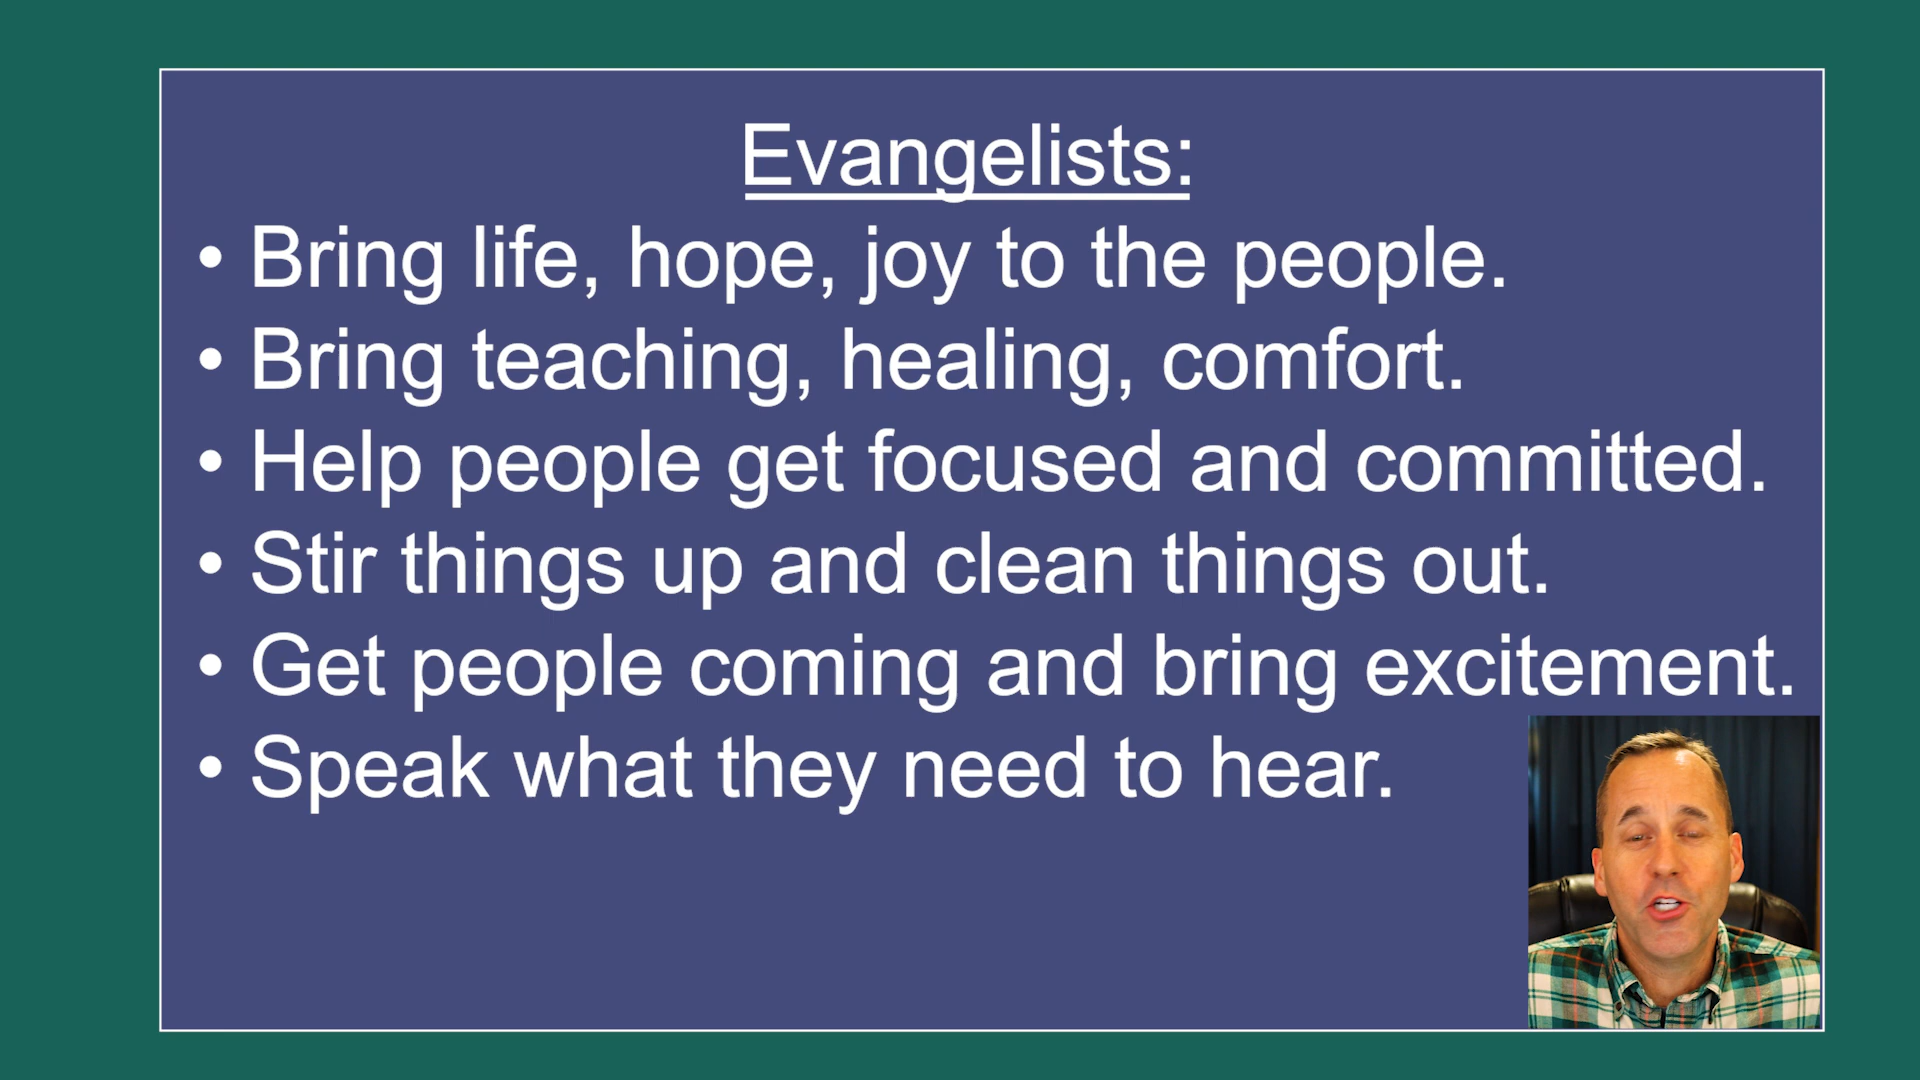 Evangelists:
• Bring life, hope, joy to the people.
• Bring teaching, healing, comfort.
• Help people get focused and committed.
• Stir things up and clean things out.
• Get people coming and bring excitement.
• Speak what they need to hear.